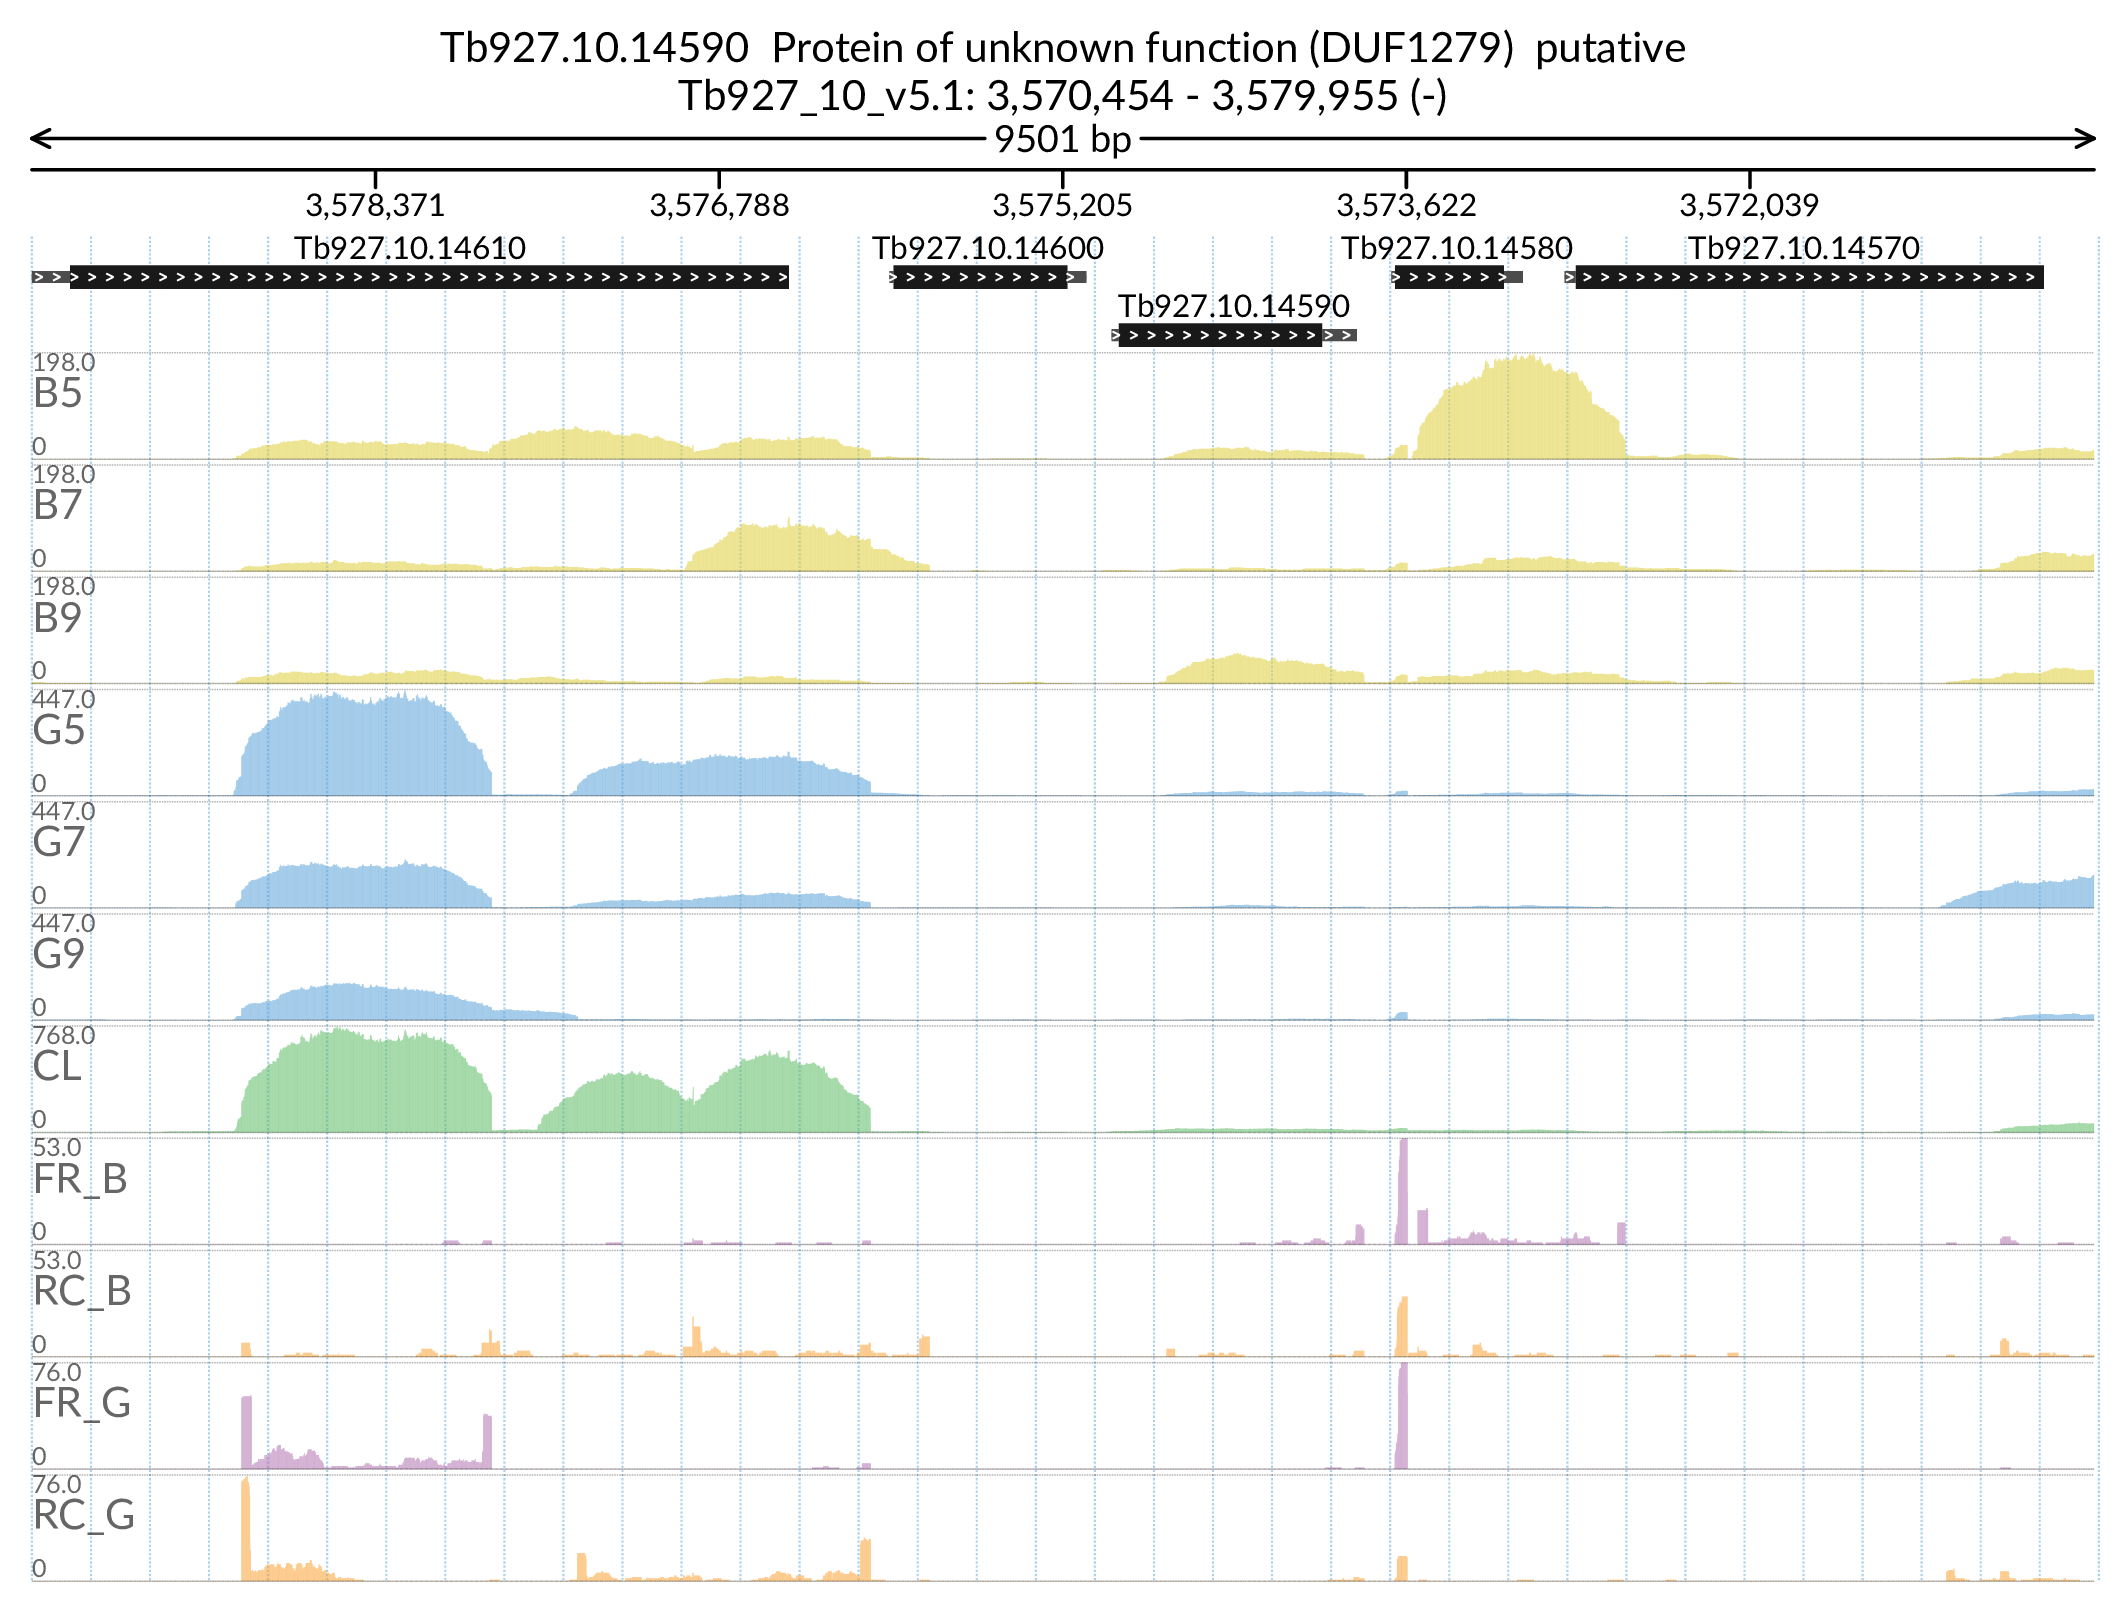 Tb927.10.14590  Protein of unknown function (DUF1279)  putative
Tb927_10_v5.1: 3,570,454 - 3,579,955 (-)
9501 bp
3,578,371 3,576,788 3,575,205 3,573,622 3,572,039
Tb927.10.14610 Tb927.10.14600 Tb927.10.14580 Tb927.10.14570
Tb927.10.14590
198.0
B5
0
198.0
B7
0
198.0
B9
0
447.0
G5
0
447.0
G7
0
447.0
G9
0
768.0
CL
0
53.0
FR_B
0
53.0
RC_B
0
76.0
FR_G
0
76.0
RC_G
0